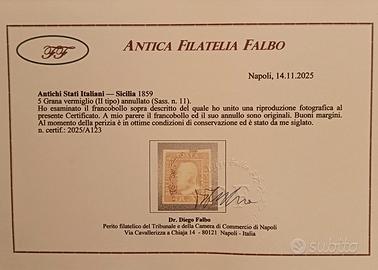 FF
ANTICA FILATELIA FALBO
Napoli, 14.11.2025
Antichi Stati Italiani — Sicilia 1859
5 Grana vermiglio (II tipo) annullato (Sass. n. 11).
Ho esaminato il francobollo sopra descritto del quale ho unito una riproduzione fotografica al
presente Certificato. A mio parere il francobollo ed il suo annullo sono originali. Buoni margini.
Al momento della perizia è in ottime condizioni di conservazione ed è stato da me siglato.
n. certif.: 2025/A123
Dr. Diego Falbo
Perito filatelico del Tribunale e della Camera di Commercio di Napoli
Via Cavallerizza a Chiaja 14 - 80121 Napoli - Italia
subito